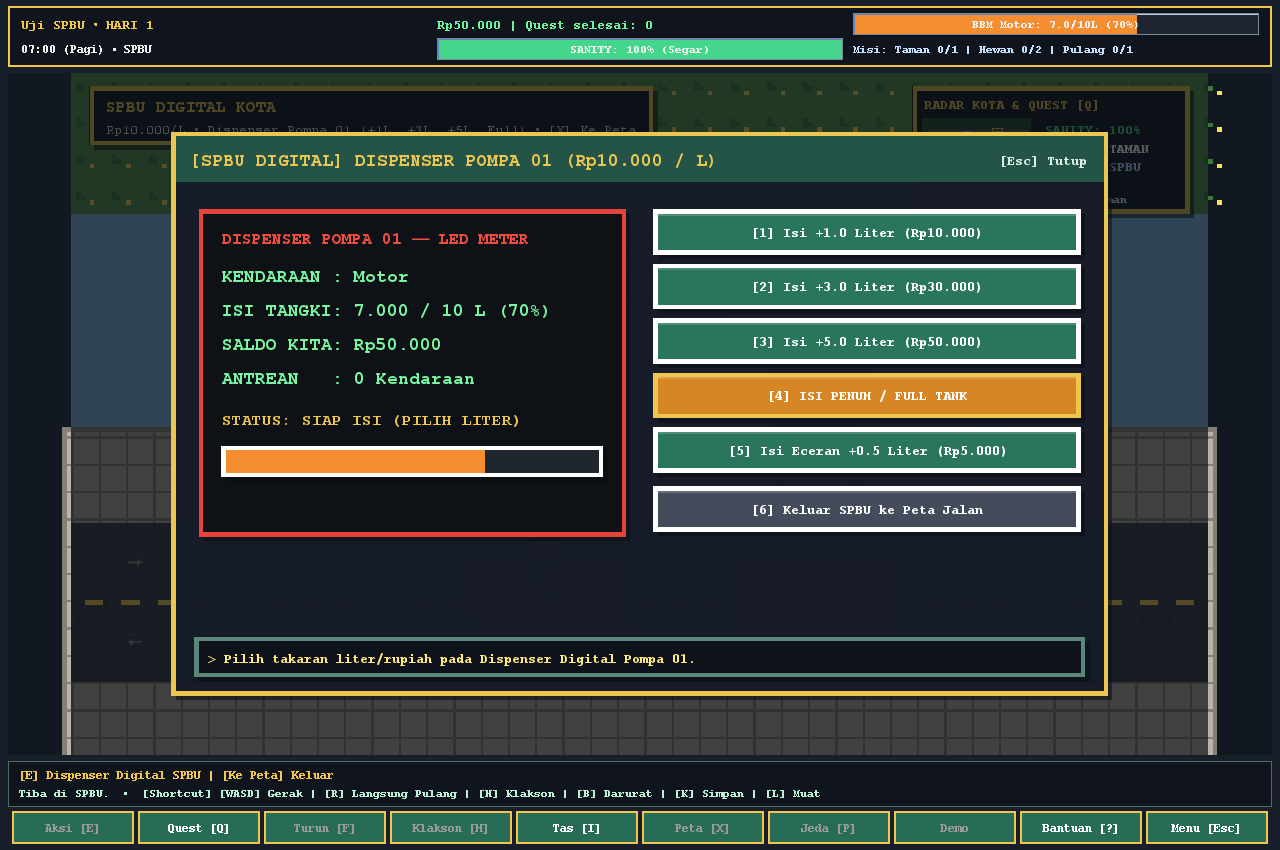 Uji SPBU • HARI 1
Rp50.000 | Quest selesai: 0
BBM Motor: 7.0/10L (70%)
07:00 (Pagi) • SPBU
SANITY: 100% (Segar)
Misi: Taman 0/1 | Hewan 0/2 | Pulang 0/1
SPBU DIGITAL KOTA
RADAR KOTA & QUEST [Q]
Rp10.000/L • Dispenser Pompa 01 (+1L, +3L, +5L, Full) • [X] Ke Peta
SANITY: 100%
TAMAN
SPBU
[SPBU DIGITAL] DISPENSER POMPA 01 (Rp10.000 / L)
[Esc] Tutup
DISPENSER POMPA 01 — LED METER
KENDARAAN : Motor
ISI TANGKI: 7.000 / 10 L (70%)
SALDO KITA: Rp50.000
ANTREAN : 0 Kendaraan
STATUS: SIAP ISI (PILIH LITER)
[1] Isi +1.0 Liter (Rp10.000)
[2] Isi +3.0 Liter (Rp30.000)
[3] Isi +5.0 Liter (Rp50.000)
[4] ISI PENUH / FULL TANK
[5] Isi Eceran +0.5 Liter (Rp5.000)
[6] Keluar SPBU ke Peta Jalan
> Pilih takaran liter/rupiah pada Dispenser Digital Pompa 01.
[E] Dispenser Digital SPBU | [Ke Peta] Keluar
Tiba di SPBU. • [Shortcut] [WASD] Gerak | [R] Langsung Pulang | [H] Klakson | [B] Darurat | [K] Simpan | [L] Muat
Aksi [E]
Quest [Q]
Turun [F]
Klakson [H]
Tas [I]
Peta [X]
Jeda [P]
Demo
Bantuan [?]
Menu [Esc]